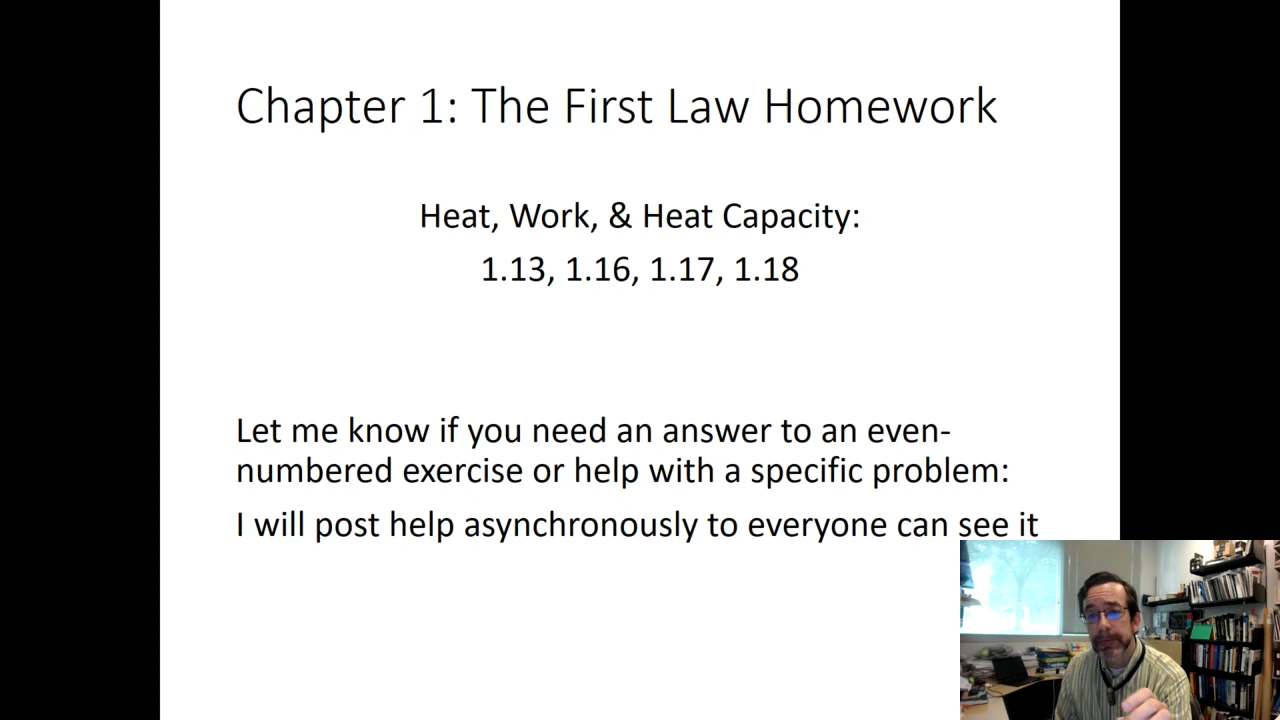 Chapter 1: The First Law Homework
Heat, Work, & Heat Capacity:
1.13, 1.16, 1.17, 1.18
Let me know if you need an answer to an even-
numbered exercise or help with a specific problem:
I will post help asynchronously to everyone can see it